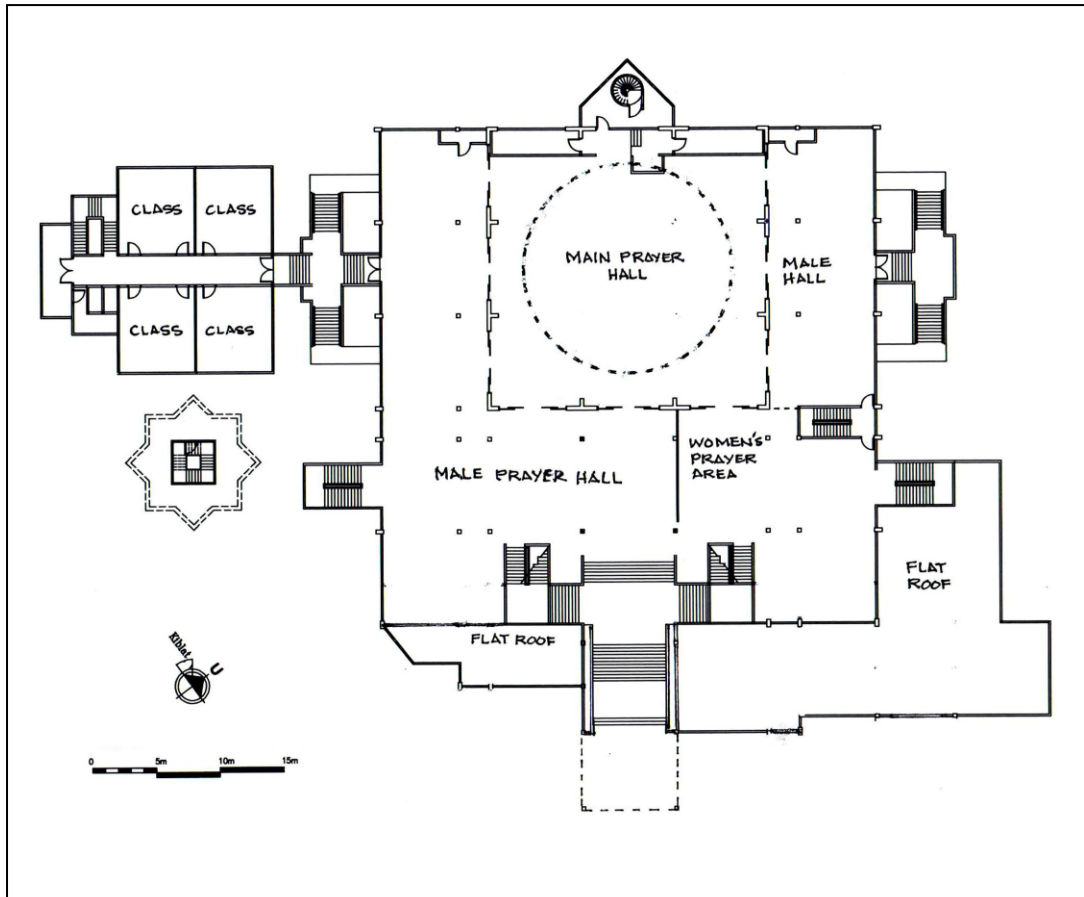 CLASS CLASS
MAIN PRAYER
HALL
MALE
HALL
CLASS CLASS
WOMEN'S
PRAYER
AREA
MALE PRAYER HALL
FLAT
ROOF
FLAT ROOF
Kiblat
U
0 5m 10m 15m